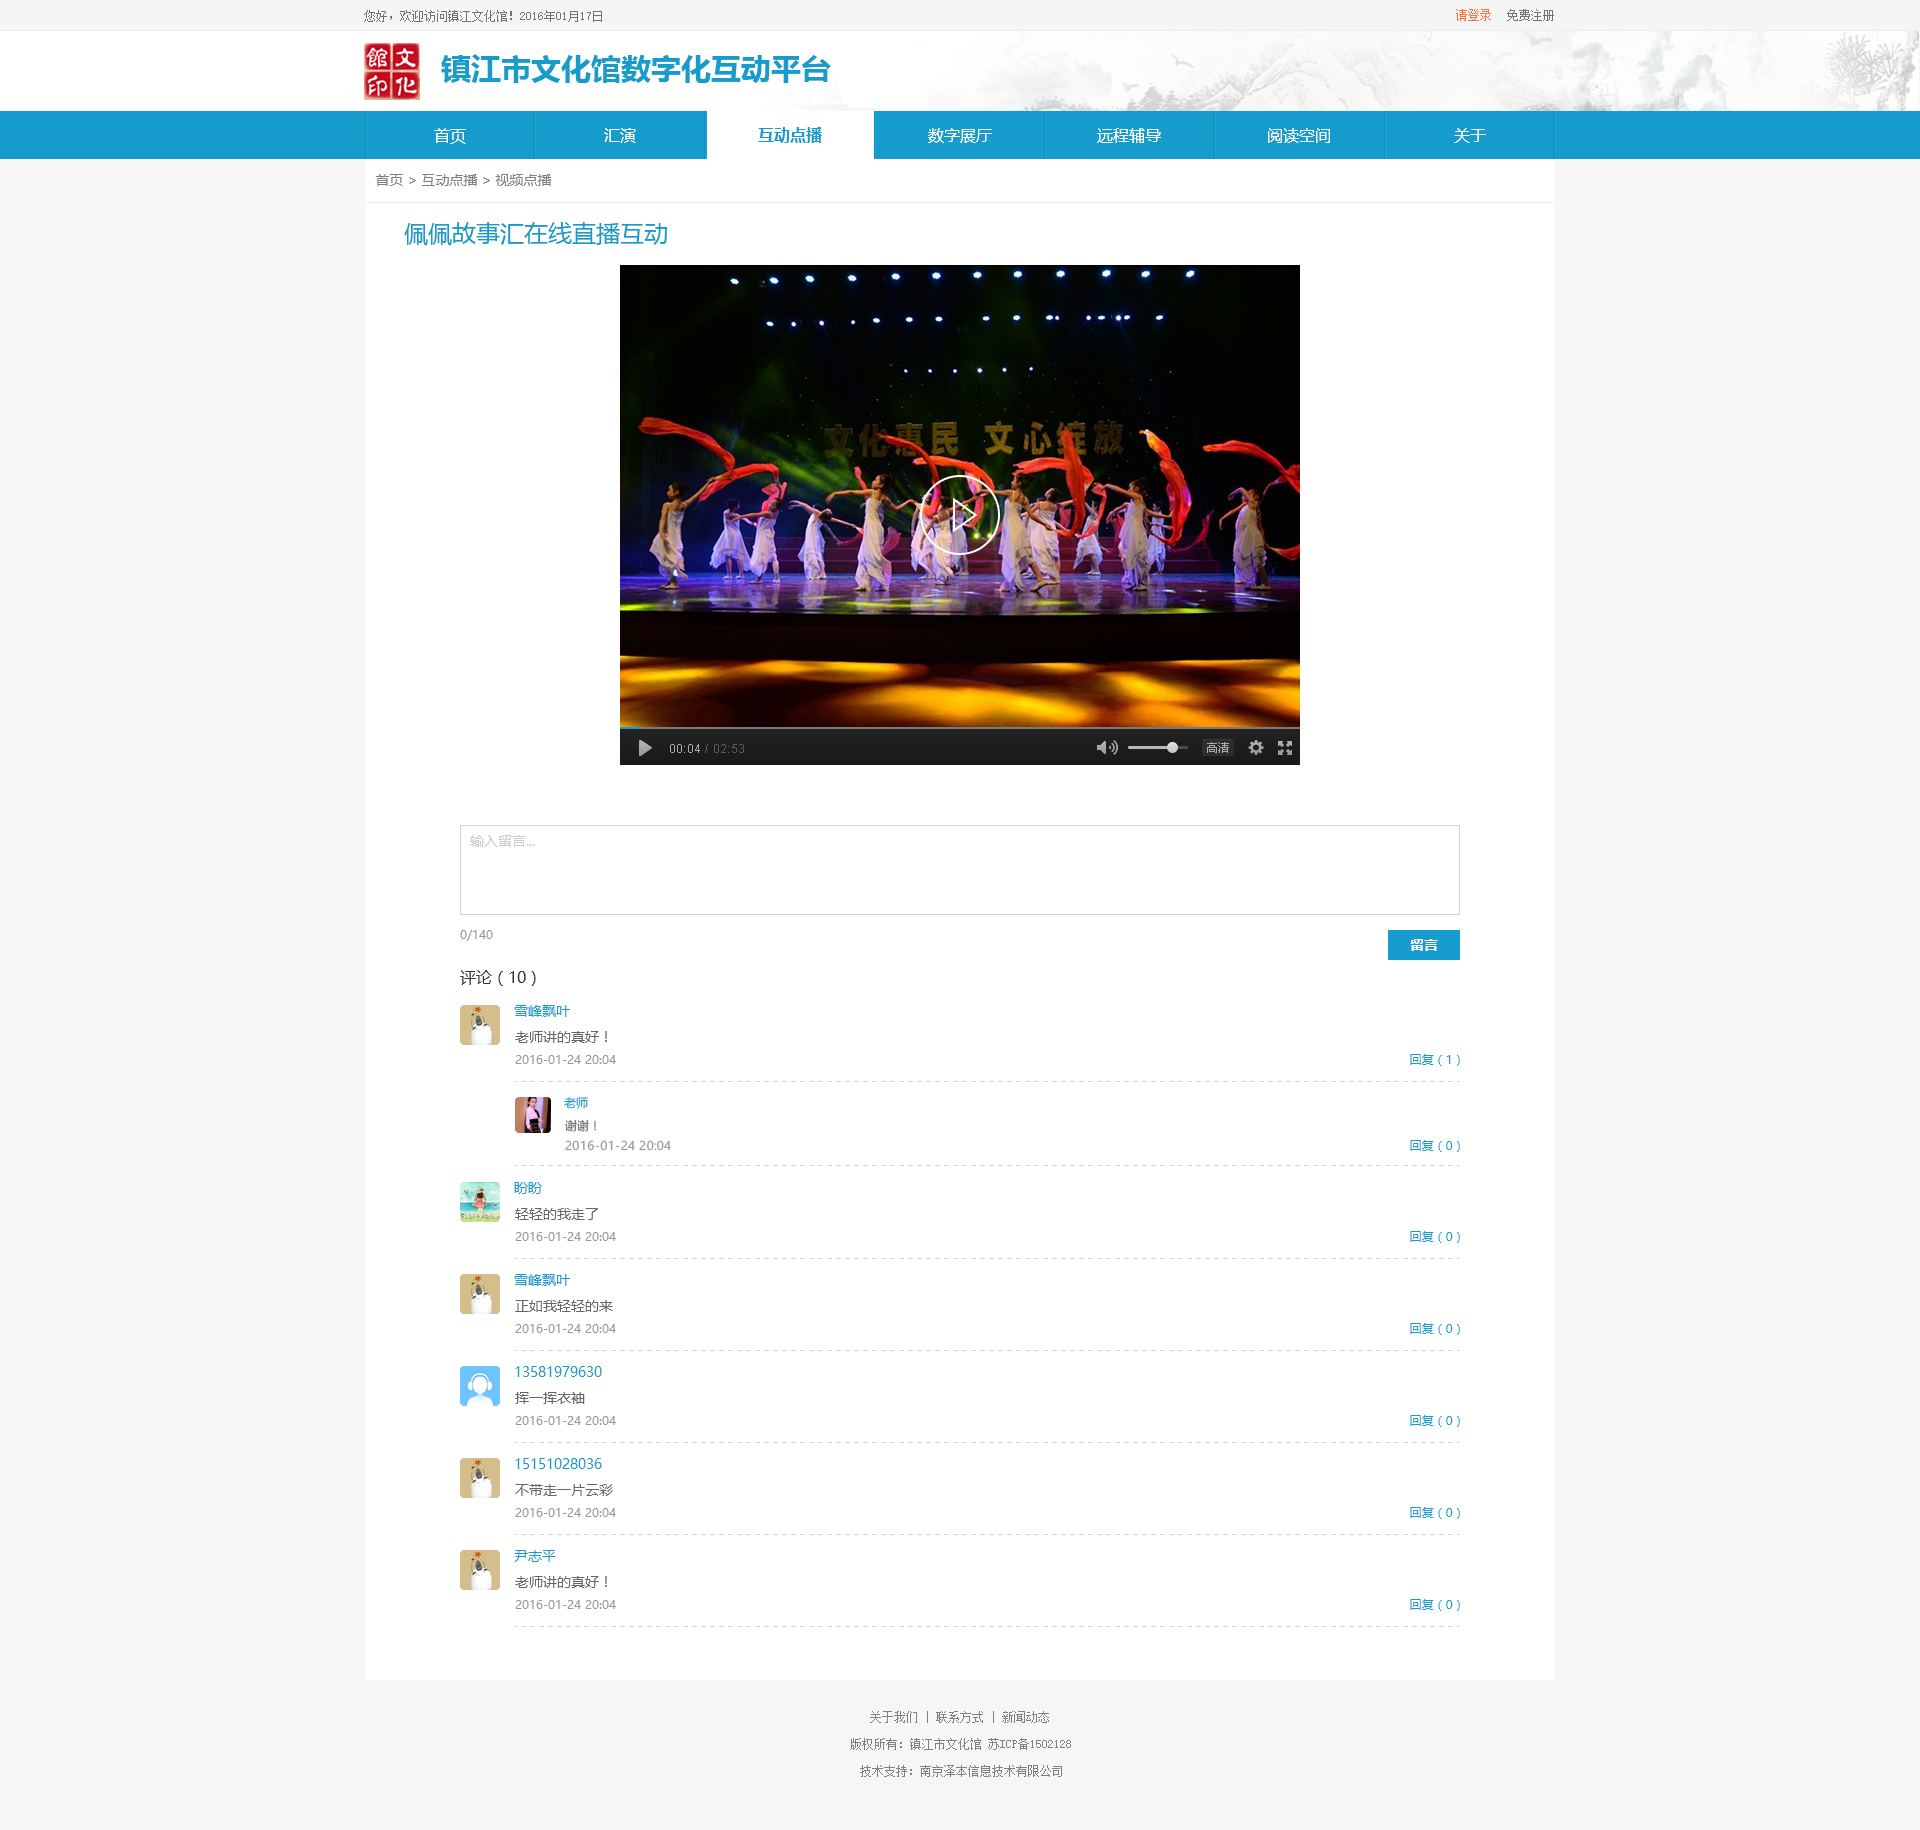 您好，欢迎访问镇江文化馆！2016年01月17日
请登录 免费注册
文化馆印 镇江市文化馆数字化互动平台
首页 汇演 互动点播 数字展厅 远程辅导 阅读空间 关于
首页 > 互动点播 > 视频点播
佩佩故事汇在线直播互动
文化惠民 文心绽放
00:04 / 02:53 高清
输入留言...
0/140 留言
评论（10）
雪峰飘叶
老师讲的真好！
2016-01-24 20:04 回复（1）
老师
谢谢！
2016-01-24 20:04 回复（0）
盼盼
轻轻的我走了
2016-01-24 20:04 回复（0）
雪峰飘叶
正如我轻轻的来
2016-01-24 20:04 回复（0）
13581979630
挥一挥衣袖
2016-01-24 20:04 回复（0）
15151028036
不带走一片云彩
2016-01-24 20:04 回复（0）
尹志平
老师讲的真好！
2016-01-24 20:04 回复（0）
关于我们 | 联系方式 | 新闻动态
版权所有：镇江市文化馆 苏ICP备1502128
技术支持：南京泽本信息技术有限公司